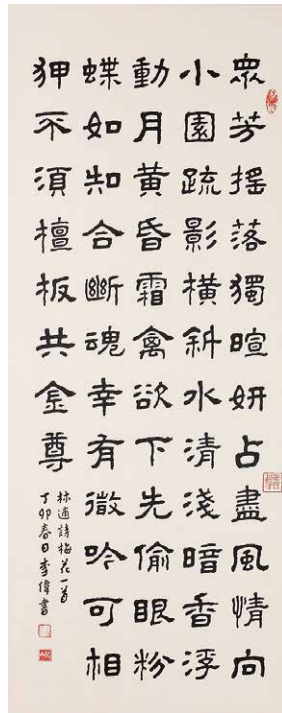 眾芳搖落獨暄妍占盡風情向
小園疏影橫斜水清淺暗香浮
動月黃昏霜禽欲下先偷眼粉
蝶如知合斷魂幸有微吟可相
狎不須檀板共金尊
林逋詩梅花一首
丁卯春日李偉書